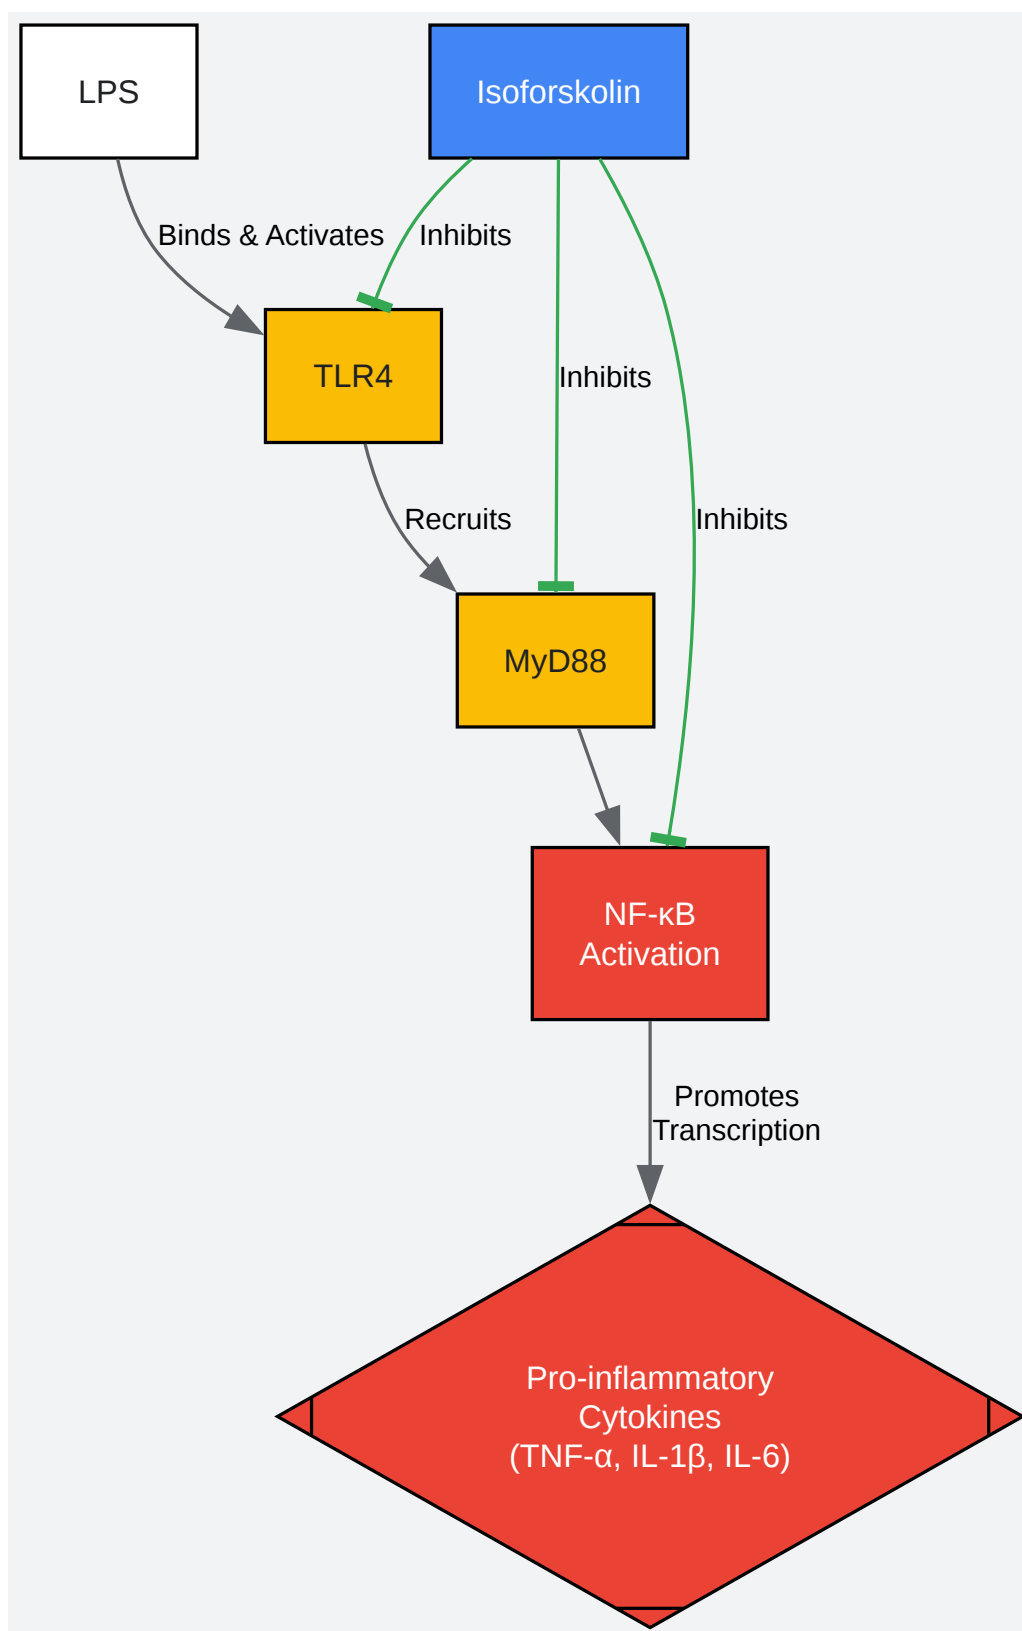 LPS
Isoforskolin
Binds & Activates
Inhibits
TLR4
Inhibits
Recruits
Inhibits
MyD88
NF-κB
Activation
Promotes
Transcription
Pro-inflammatory
Cytokines
(TNF-α, IL-1β, IL-6)